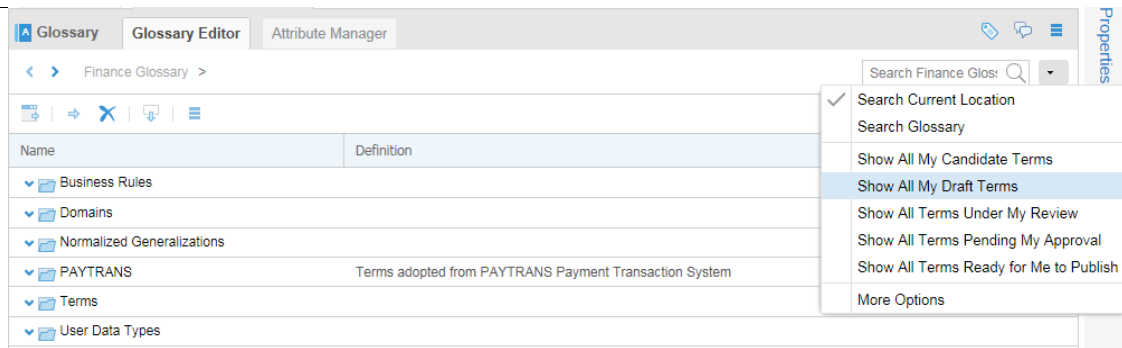 A Glossary Glossary Editor Attribute Manager
Finance Glossary >
Search Finance Glos:
Name Definition
Business Rules
Domains
Normalized Generalizations
PAYTRANS Terms adopted from PAYTRANS Payment Transaction System
Terms
User Data Types
Search Current Location
Search Glossary
Show All My Candidate Terms
Show All My Draft Terms
Show All Terms Under My Review
Show All Terms Pending My Approval
Show All Terms Ready for Me to Publish
More Options
Properties